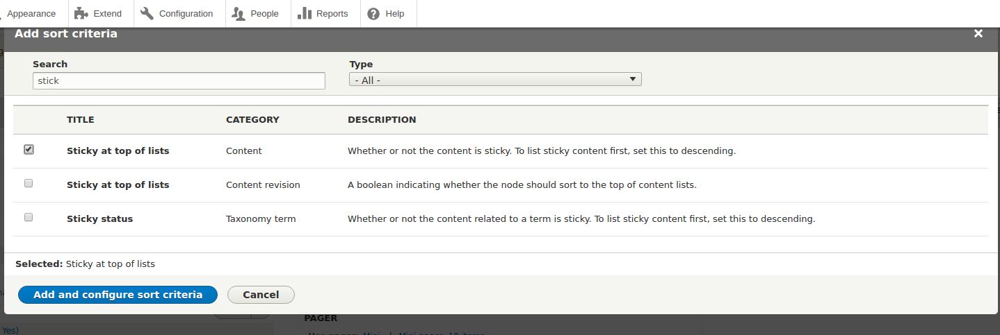 Appearance Extend Configuration People Reports Help
Add sort criteria
Search Type
stick - All -
TITLE CATEGORY DESCRIPTION
Sticky at top of lists Content Whether or not the content is sticky. To list sticky content first, set this to descending.
Sticky at top of lists Content revision A boolean indicating whether the node should sort to the top of content lists.
Sticky status Taxonomy term Whether or not the content related to a term is sticky. To list sticky content first, set this to descending.
Selected: Sticky at top of lists
Add and configure sort criteria Cancel
PAGER
Yes)